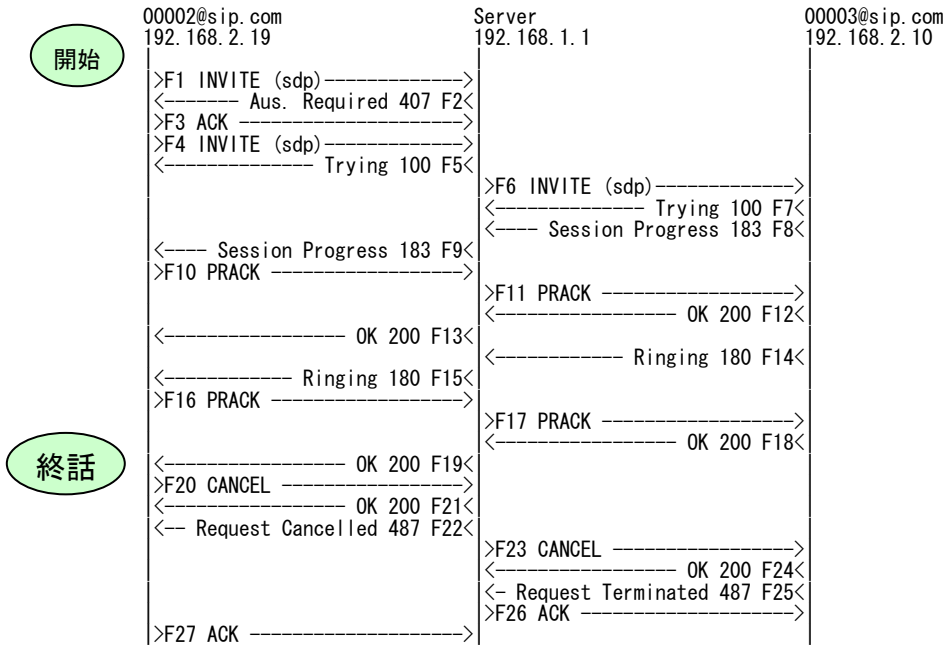 00002@sip.com Server 00003@sip.com
192.168.2.19 192.168.1.1 192.168.2.10
開始
>F1 INVITE (sdp)------------->
<------- Aus. Required 407 F2<
>F3 ACK --------------------->
>F4 INVITE (sdp)------------->
<-------------- Trying 100 F5<
>F6 INVITE (sdp)------------->
<-------------- Trying 100 F7<
<---- Session Progress 183 F8<
<---- Session Progress 183 F9<
>F10 PRACK ------------------>
>F11 PRACK ------------------>
<----------------- OK 200 F12<
<----------------- OK 200 F13<
<------------ Ringing 180 F14<
<------------ Ringing 180 F15<
>F16 PRACK ------------------>
>F17 PRACK ------------------>
<----------------- OK 200 F18<
終話
<----------------- OK 200 F19<
>F20 CANCEL ----------------->
<----------------- OK 200 F21<
<-- Request Cancelled 487 F22<
>F23 CANCEL ----------------->
<----------------- OK 200 F24<
<- Request Terminated 487 F25<
>F26 ACK -------------------->
>F27 ACK -------------------->